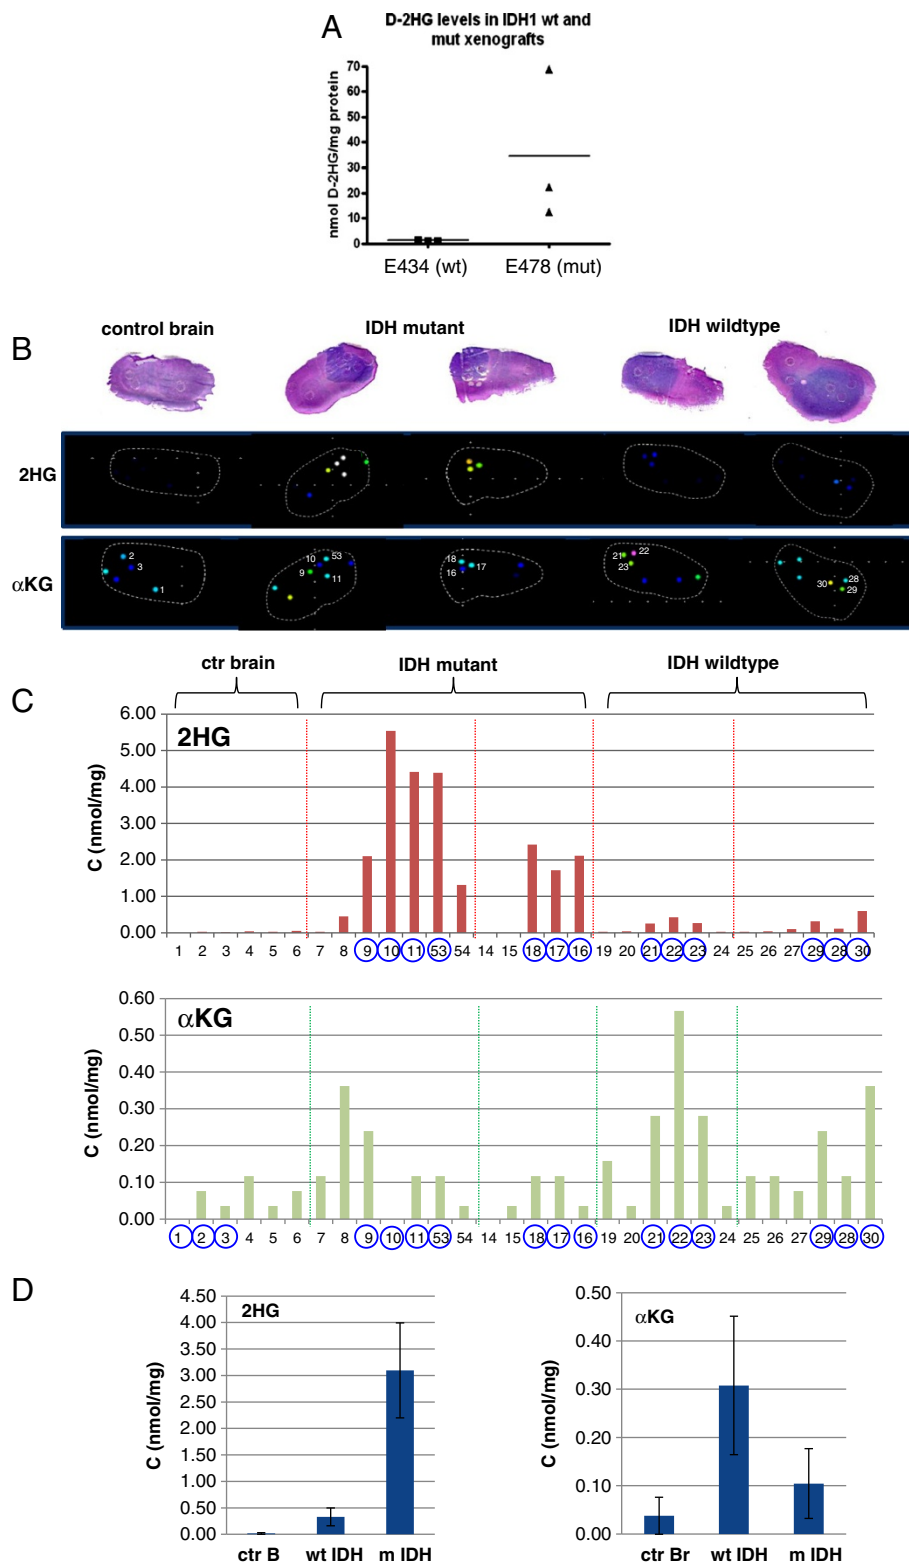 A
D-2HG levels in IDH1 wt and
mut xenografts
nmol D-2HG/mg protein
70
60
50
40
30
20
10
0
E434 (wt) E478 (mut)
B
control brain IDH mutant IDH wildtype
2HG
αKG
2 3 1
10 53 9 11
18 17 16
21 22 23
30 28 29
C
ctr brain IDH mutant IDH wildtype
2HG
C (nmol/mg)
6.00
5.00
4.00
3.00
2.00
1.00
0.00
1 2 3 4 5 6 7 8 9 10 11 53 54 14 15 18 17 16 19 20 21 22 23 24 25 26 27 29 28 30
αKG
C (nmol/mg)
0.60
0.50
0.40
0.30
0.20
0.10
0.00
1 2 3 4 5 6 7 8 9 10 11 53 54 14 15 18 17 16 19 20 21 22 23 24 25 26 27 29 28 30
D
2HG
C (nmol/mg)
4.50
4.00
3.50
3.00
2.50
2.00
1.50
1.00
0.50
0.00
ctr B wt IDH m IDH
αKG
C (nmol/mg)
0.50
0.40
0.30
0.20
0.10
0.00
ctr Br wt IDH m IDH